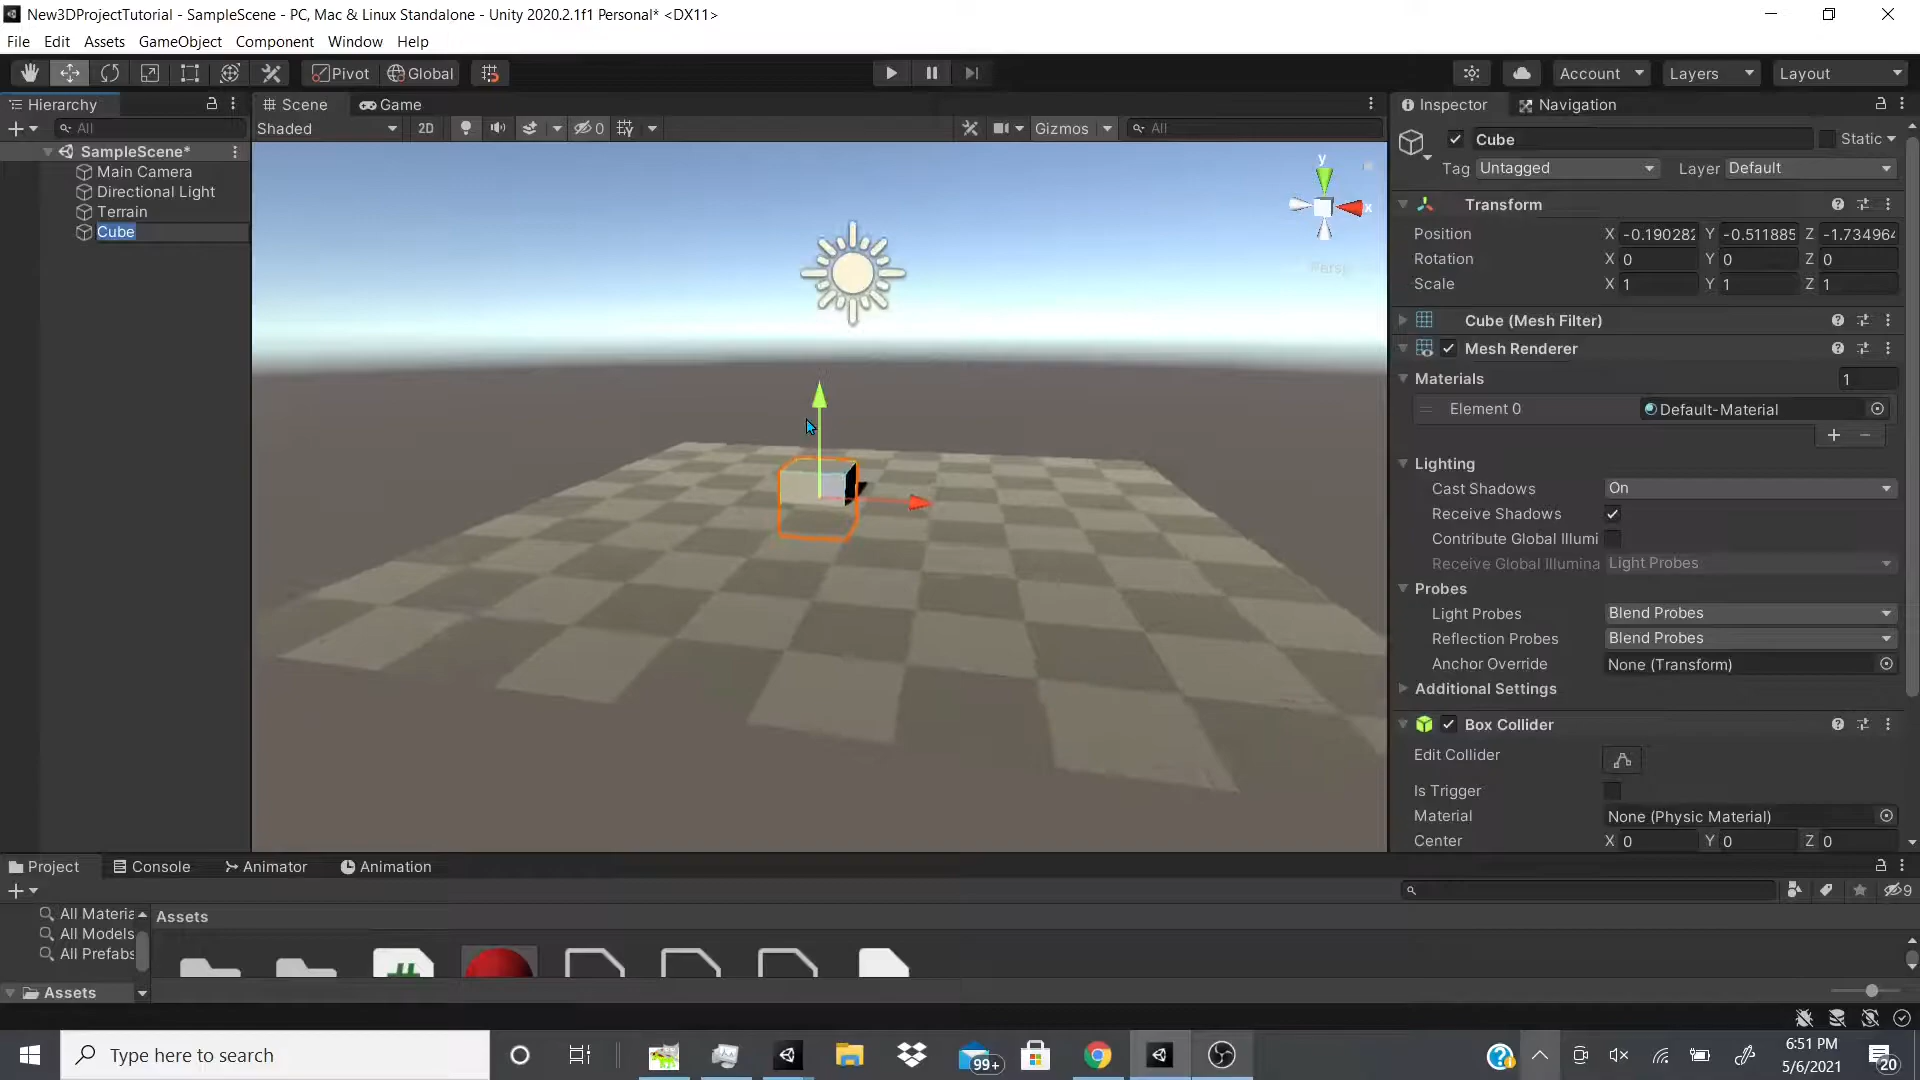 New3DProjectTutorial - SampleScene - PC, Mac & Linux Standalone - Unity 2020.2.1f1 Personal* <DX11>
File Edit Assets GameObject Component Window Help
Pivot Global Account Layers Layout
Hierarchy
All
SampleScene*
Main Camera
Directional Light
Terrain
Cube
Scene Game
Shaded 2D 0 Gizmos All
y
x
Persp
Inspector Navigation
Cube Static
Tag Untagged Layer Default
Transform
Position X -0.190282 Y -0.511885 Z -1.734964
Rotation X 0 Y 0 Z 0
Scale X 1 Y 1 Z 1
Cube (Mesh Filter)
Mesh Renderer
Materials 1
Element 0 Default-Material
Lighting
Cast Shadows On
Receive Shadows
Contribute Global Illumi
Receive Global Illumina Light Probes
Probes
Light Probes Blend Probes
Reflection Probes Blend Probes
Anchor Override None (Transform)
Additional Settings
Box Collider
Edit Collider
Is Trigger
Material None (Physic Material)
Center X 0 Y 0 Z 0
Project Console Animator Animation
9
All Materia
All Models
All Prefabs
Assets
Assets
Type here to search
99+
6:51 PM
5/6/2021
20